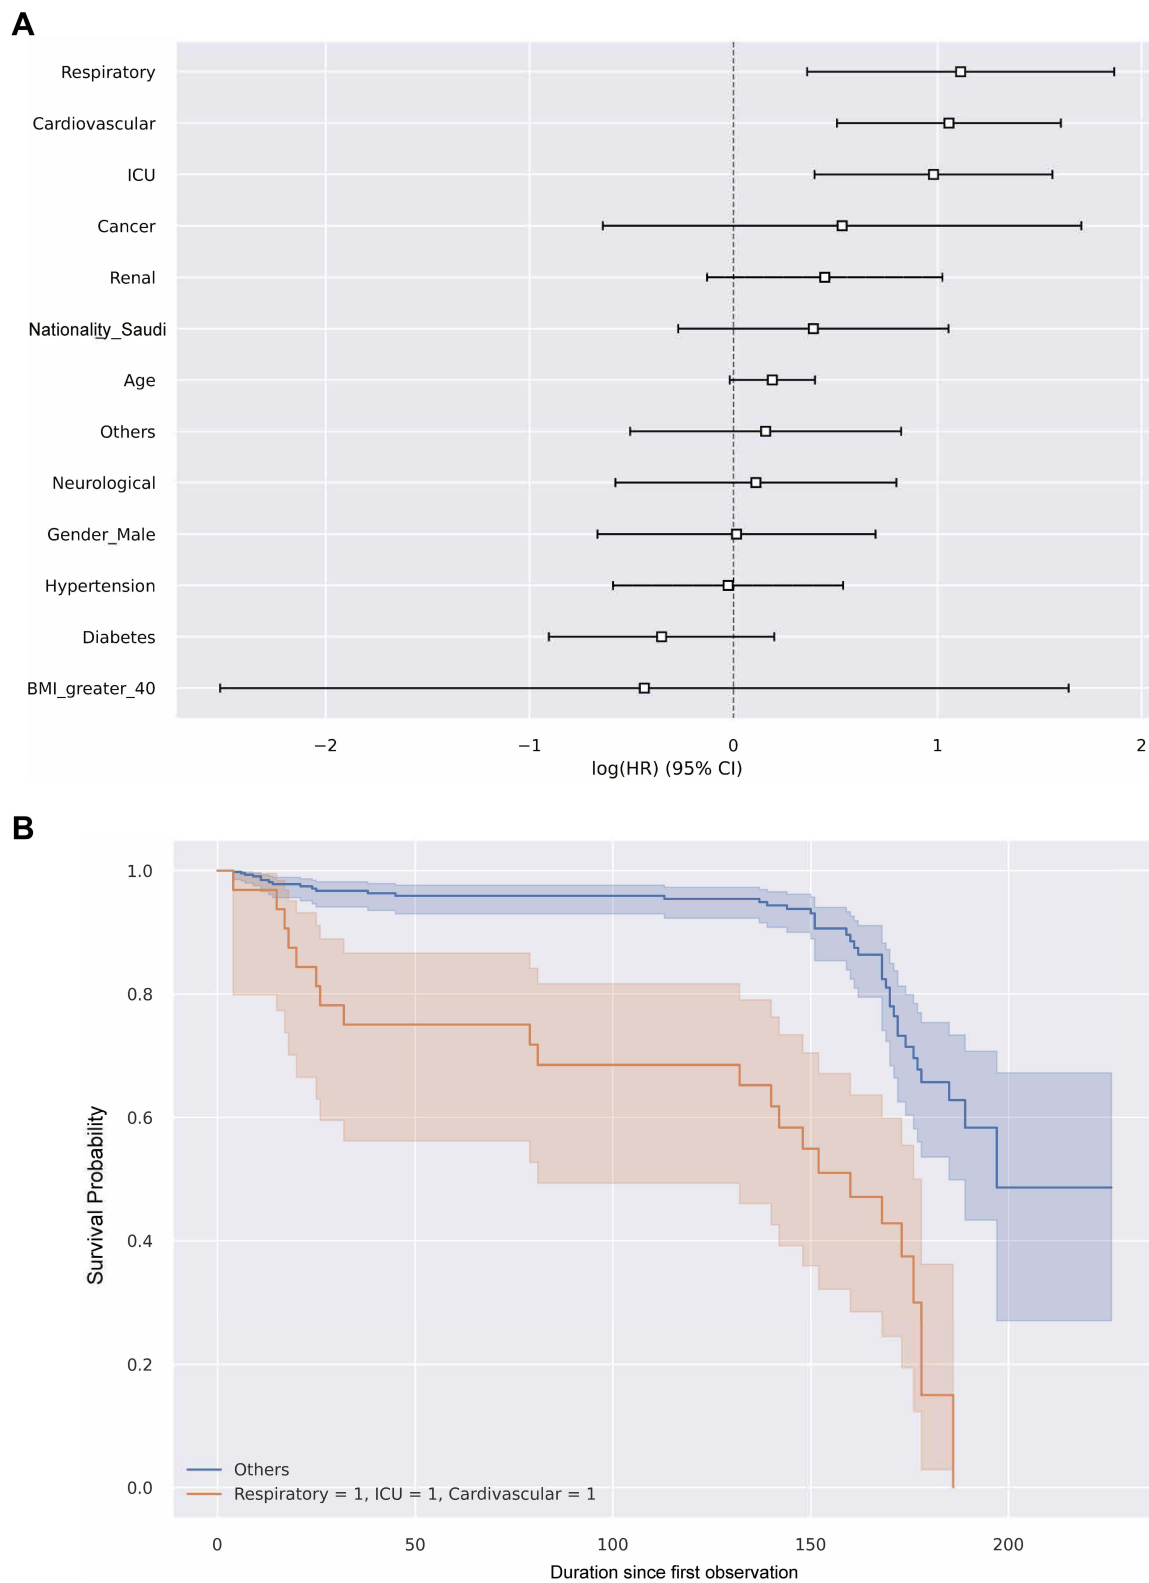 A
Respiratory
Cardiovascular
ICU
Cancer
Renal
Nationality_Saudi
Age
Others
Neurological
Gender_Male
Hypertension
Diabetes
BMI_greater_40
−2 −1 0 1 2
log(HR) (95% CI)
B
1.0
0.8
0.6
0.4
0.2
0.0
Survival Probability
Others
Respiratory = 1, ICU = 1, Cardivascular = 1
0 50 100 150 200
Duration since first observation